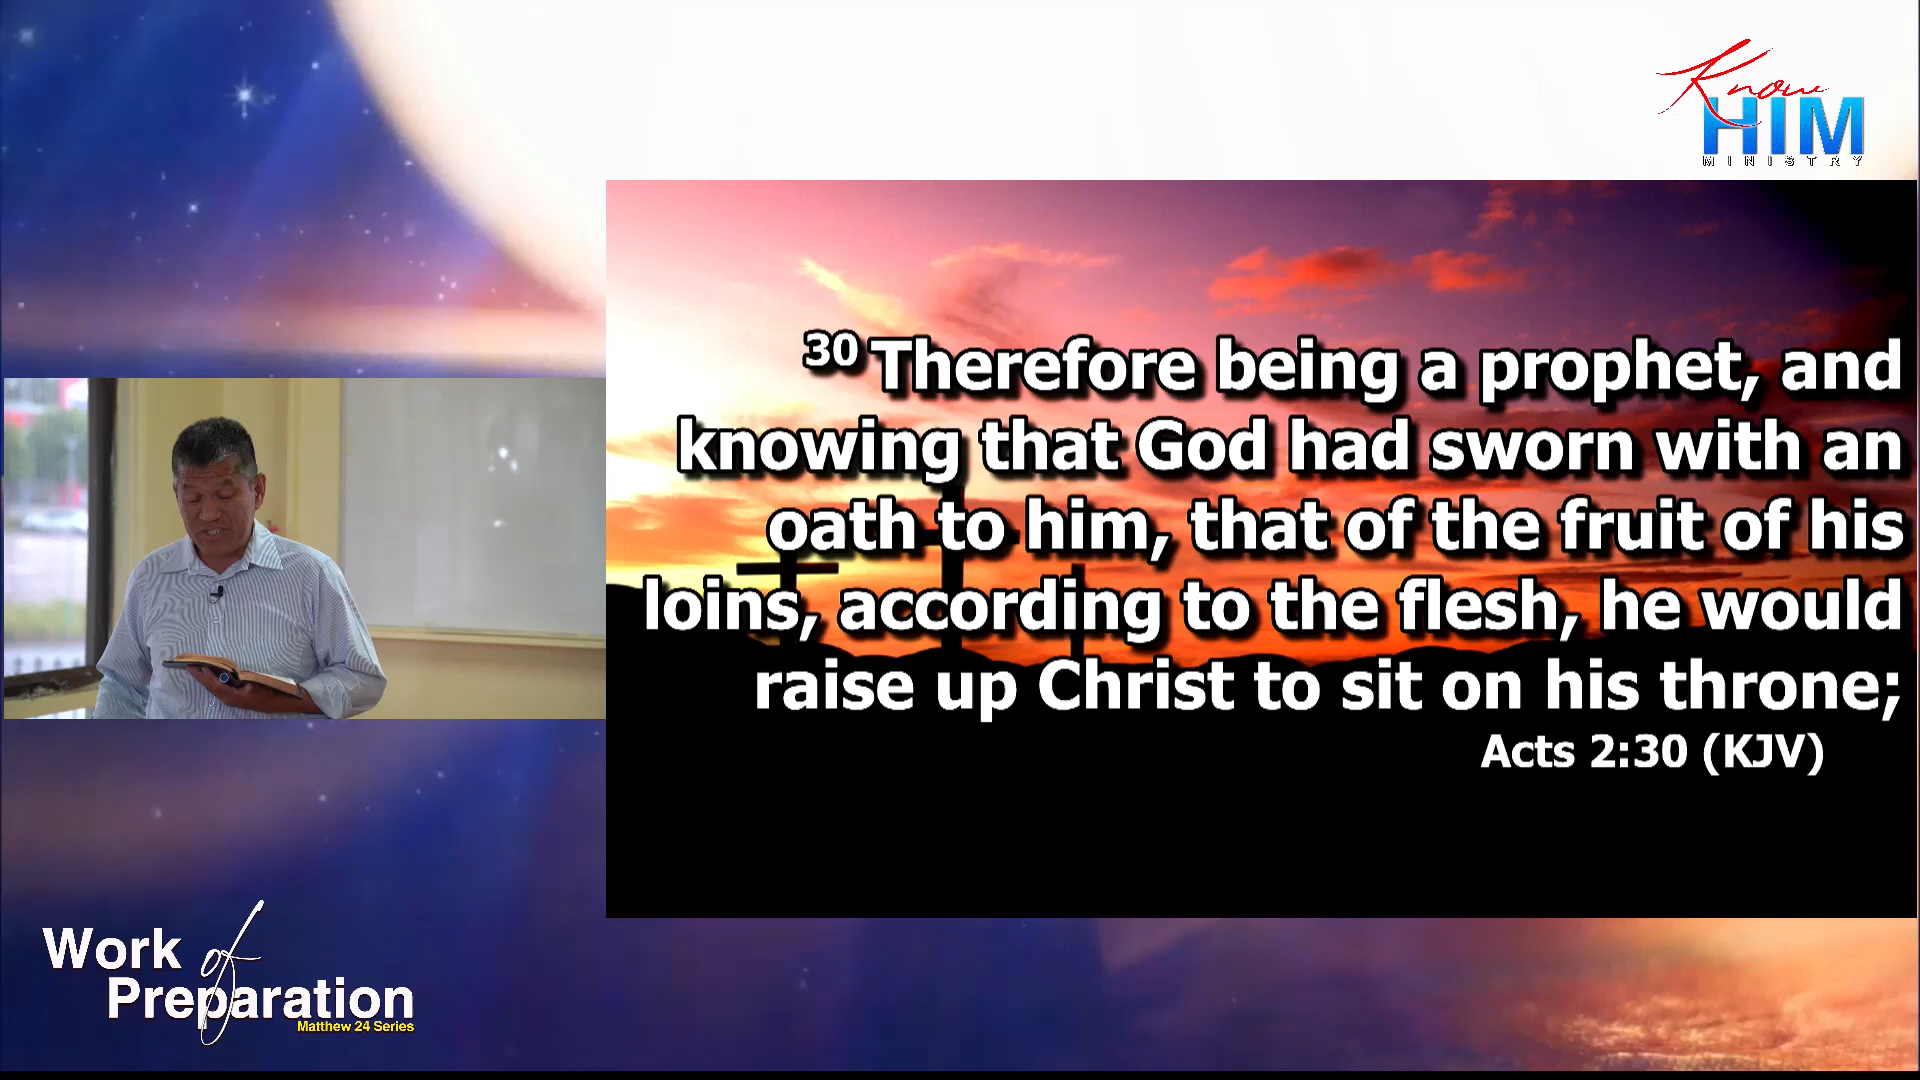 Know
HIM
MINISTRY
30 Therefore being a prophet, and
knowing that God had sworn with an
oath to him, that of the fruit of his
loins, according to the flesh, he would
raise up Christ to sit on his throne;
Acts 2:30 (KJV)
Work of
Preparation
Matthew 24 Series